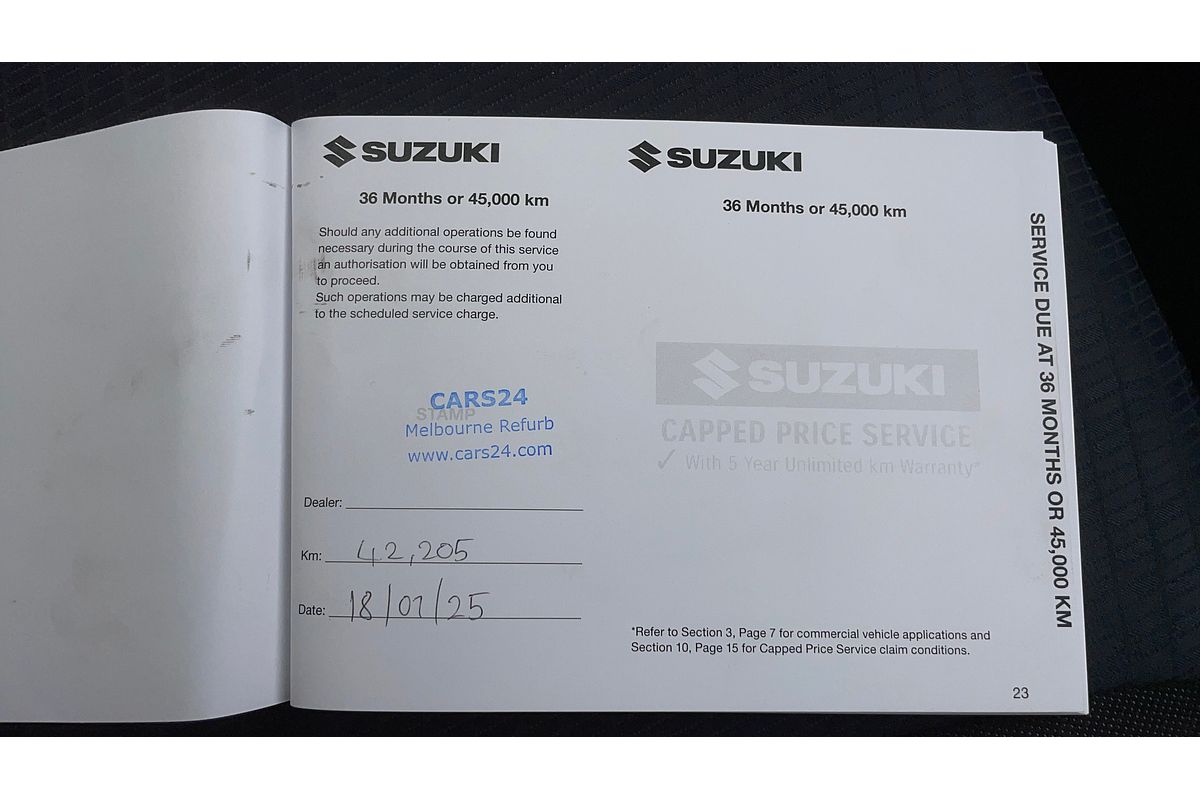 SUZUKI
36 Months or 45,000 km
Should any additional operations be found
necessary during the course of this service
an authorisation will be obtained from you
to proceed.
Such operations may be charged additional
to the scheduled service charge.
STAMP
CARS24
Melbourne Refurb
www.cars24.com
Dealer:
Km: 42,205
Date: 18/01/25
SUZUKI
36 Months or 45,000 km
SUZUKI
CAPPED PRICE SERVICE
✓ With 5 Year Unlimited km Warranty*
*Refer to Section 3, Page 7 for commercial vehicle applications and
Section 10, Page 15 for Capped Price Service claim conditions.
23
SERVICE DUE AT 36 MONTHS OR 45,000 KM